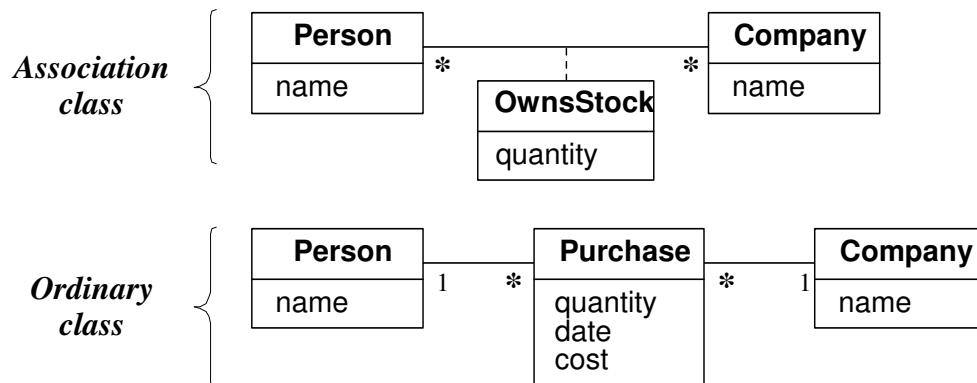 Association
class
Person
name
*
*
Company
name
OwnsStock
quantity
Ordinary
class
Person
name
1
*
Purchase
quantity
date
cost
*
1
Company
name